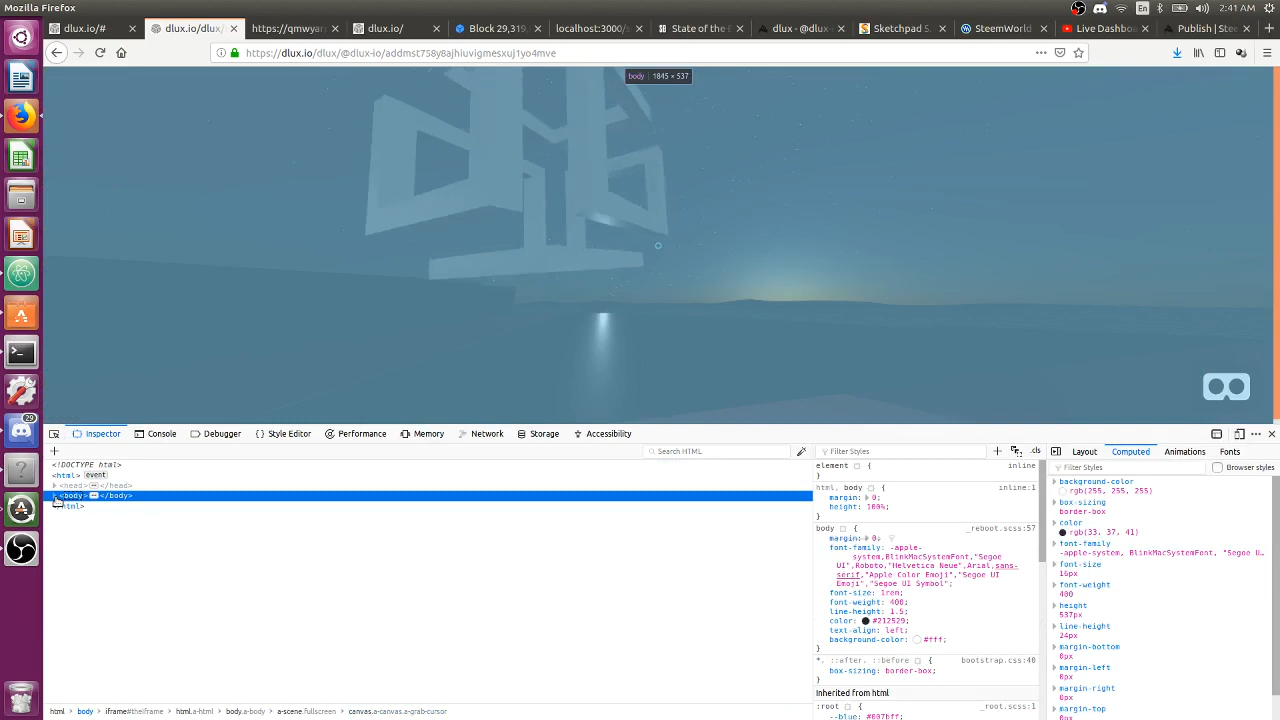 Mozilla Firefox
En
2:41 AM
dlux.io/#
dlux.io/dlux/
https://qmwyar
dlux.io/
Block 29,319,
localhost:3000/
State of the
dlux - @dlux-io
Sketchpad 5.
SteemWorld
Live Dashboa
Publish | Steem
https://dlux.io/dlux/@dlux-io/addmst758y8ajhiuvigmesxuj1yo4mve
body 1845 × 537
Inspector Console Debugger Style Editor Performance Memory Network Storage Accessibility
Search HTML
<!DOCTYPE html>
<html> event
<head> </head>
<body> </body>
</html>
Filter Styles
.cls
element {
inline
}
html, body {
inline:1
margin: 0;
height: 100%;
}
body {
_reboot.scss:57
margin: 0;
font-family: -apple-
system,BlinkMacSystemFont,"Segoe
UI",Roboto,"Helvetica Neue",Arial,sans-
serif,"Apple Color Emoji","Segoe UI
Emoji","Segoe UI Symbol";
font-size: 1rem;
font-weight: 400;
line-height: 1.5;
color: #212529;
text-align: left;
background-color: #fff;
}
*, ::after, ::before {
bootstrap.css:40
box-sizing: border-box;
}
Inherited from html
:root {
_root.scss:1
--blue: #007bff;
Layout Computed Animations Fonts
Filter Styles
Browser styles
background-color
rgb(255, 255, 255)
box-sizing
border-box
color
rgb(33, 37, 41)
font-family
-apple-system, BlinkMacSystemFont, "Segoe U…
font-size
16px
font-weight
400
height
537px
line-height
24px
margin-bottom
0px
margin-left
0px
margin-right
0px
margin-top
0px
html body iframe#theiframe html.a-html body.a-body a-scene.fullscreen canvas.a-canvas.a-grab-cursor